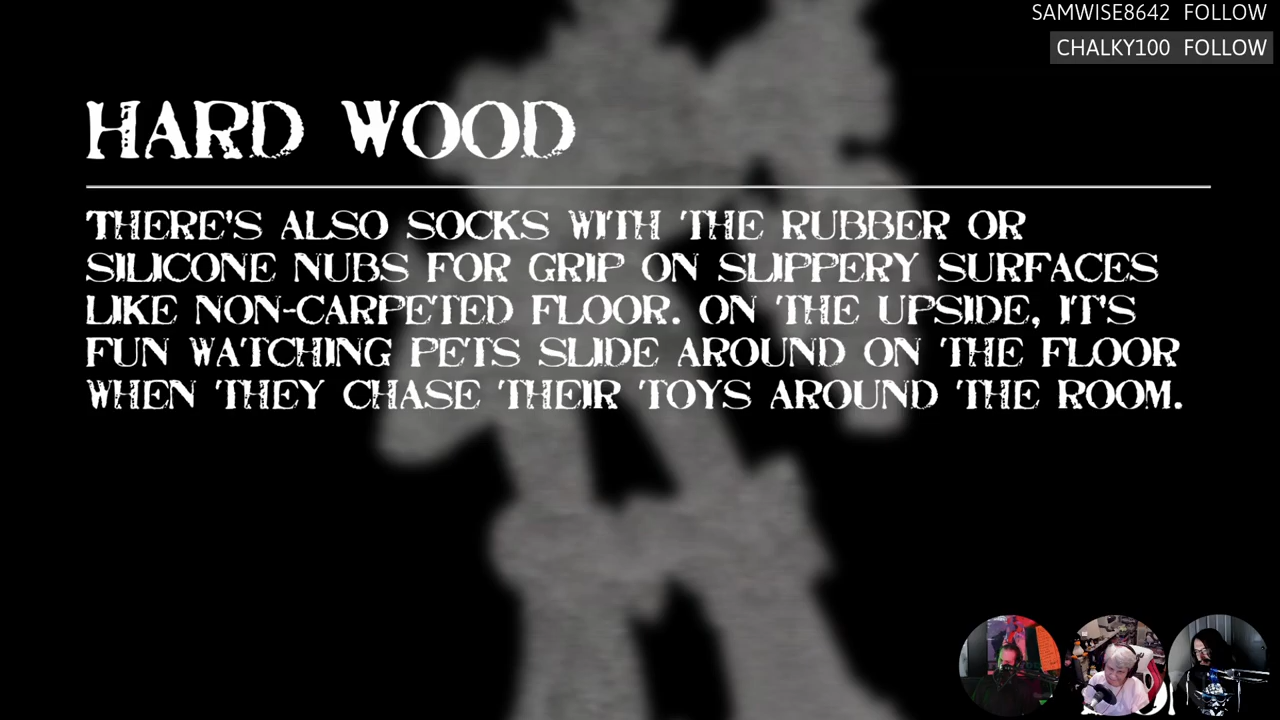 SAMWISE8642 FOLLOW
CHALKY100 FOLLOW
HARD WOOD
THERE'S ALSO SOCKS WITH THE RUBBER OR
SILICONE NUBS FOR GRIP ON SLIPPERY SURFACES
LIKE NON-CARPETED FLOOR. ON THE UPSIDE, IT'S
FUN WATCHING PETS SLIDE AROUND ON THE FLOOR
WHEN THEY CHASE THEIR TOYS AROUND THE ROOM.